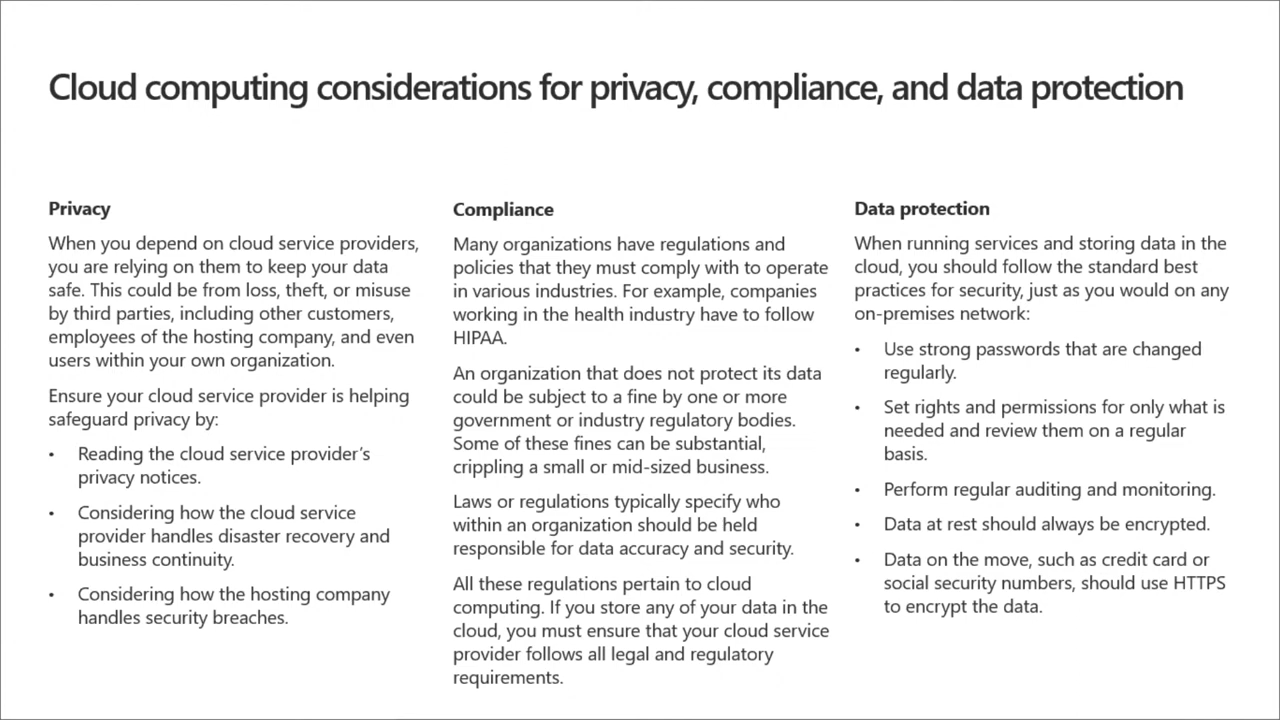 Cloud computing considerations for privacy, compliance, and data protection
Privacy
When you depend on cloud service providers,
you are relying on them to keep your data
safe. This could be from loss, theft, or misuse
by third parties, including other customers,
employees of the hosting company, and even
users within your own organization.
Ensure your cloud service provider is helping
safeguard privacy by:
• Reading the cloud service provider's
privacy notices.
• Considering how the cloud service
provider handles disaster recovery and
business continuity.
• Considering how the hosting company
handles security breaches.
Compliance
Many organizations have regulations and
policies that they must comply with to operate
in various industries. For example, companies
working in the health industry have to follow
HIPAA.
An organization that does not protect its data
could be subject to a fine by one or more
government or industry regulatory bodies.
Some of these fines can be substantial,
crippling a small or mid-sized business.
Laws or regulations typically specify who
within an organization should be held
responsible for data accuracy and security.
All these regulations pertain to cloud
computing. If you store any of your data in the
cloud, you must ensure that your cloud service
provider follows all legal and regulatory
requirements.
Data protection
When running services and storing data in the
cloud, you should follow the standard best
practices for security, just as you would on any
on-premises network:
• Use strong passwords that are changed
regularly.
• Set rights and permissions for only what is
needed and review them on a regular
basis.
• Perform regular auditing and monitoring.
• Data at rest should always be encrypted.
• Data on the move, such as credit card or
social security numbers, should use HTTPS
to encrypt the data.